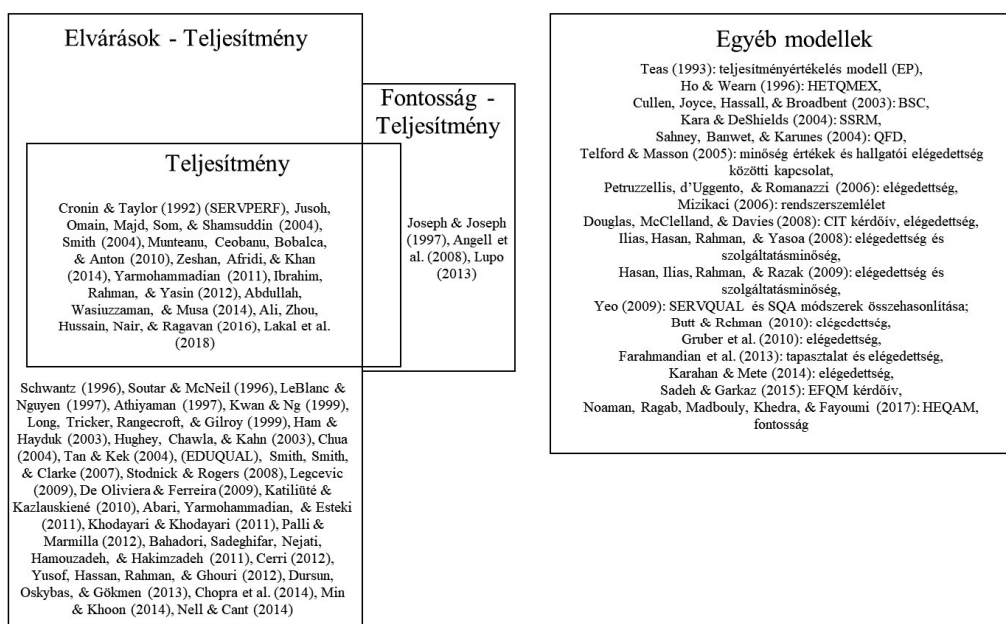 Elvárások - Teljesítmény
Fontosság -
Teljesítmény
Teljesítmény
Cronin & Taylor (1992) (SERVPERF), Jusoh,
Omain, Majd, Som, & Shamsuddin (2004),
Smith (2004), Munteanu, Ceobanu, Bobalca,
& Anton (2010), Zeshan, Afridi, & Khan
(2014), Yarmohammadian (2011), Ibrahim,
Rahman, & Yasin (2012), Abdullah,
Wasiuzzaman, & Musa (2014), Ali, Zhou,
Hussain, Nair, & Ragavan (2016), Lakal et al.
(2018)
Joseph & Joseph
(1997), Angell et
al. (2008), Lupo
(2013)
Schwantz (1996), Soutar & McNeil (1996), LeBlanc &
Nguyen (1997), Athiyaman (1997), Kwan & Ng (1999),
Long, Tricker, Rangecroft, & Gilroy (1999), Ham &
Hayduk (2003), Hughey, Chawla, & Kahn (2003), Chua
(2004), Tan & Kek (2004), (EDUQUAL), Smith, Smith,
& Clarke (2007), Stodnick & Rogers (2008), Legcevic
(2009), De Oliviera & Ferreira (2009), Katiliūté &
Kazlauskiené (2010), Abari, Yarmohammadian, & Esteki
(2011), Khodayari & Khodayari (2011), Palli &
Marmilla (2012), Bahadori, Sadeghifar, Nejati,
Hamouzadeh, & Hakimzadeh (2011), Cerri (2012),
Yusof, Hassan, Rahman, & Ghouri (2012), Dursun,
Oskybas, & Gökmen (2013), Chopra et al. (2014), Min
& Khoon (2014), Nell & Cant (2014)
Egyéb modellek
Teas (1993): teljesítményértékelés modell (EP),
Ho & Wearn (1996): HETQMEX,
Cullen, Joyce, Hassall, & Broadbent (2003): BSC,
Kara & DeShields (2004): SSRM,
Sahney, Banwet, & Karunes (2004): QFD,
Telford & Masson (2005): minőség értékek és hallgatói elégedettség
közötti kapcsolat,
Petruzzellis, d’Uggento, & Romanazzi (2006): elégedettség,
Mizikaci (2006): rendszerszemlélet
Douglas, McClelland, & Davies (2008): CIT kérdőív, elégedettség,
Ilias, Hasan, Rahman, & Yasoa (2008): elégedettség és
szolgáltatásminőség,
Hasan, Ilias, Rahman, & Razak (2009): elégedettség és
szolgáltatásminőség,
Yeo (2009): SERVQUAL és SQA módszerek összehasonlítása;
Butt & Rehman (2010): elégedettség,
Gruber et al. (2010): elégedettség,
Farahmandian et al. (2013): tapasztalat és elégedettség,
Karahan & Mete (2014): elégedettség,
Sadeh & Garkaz (2015): EFQM kérdőív,
Noaman, Ragab, Madbouly, Khedra, & Fayoumi (2017): HEQAM,
fontosság